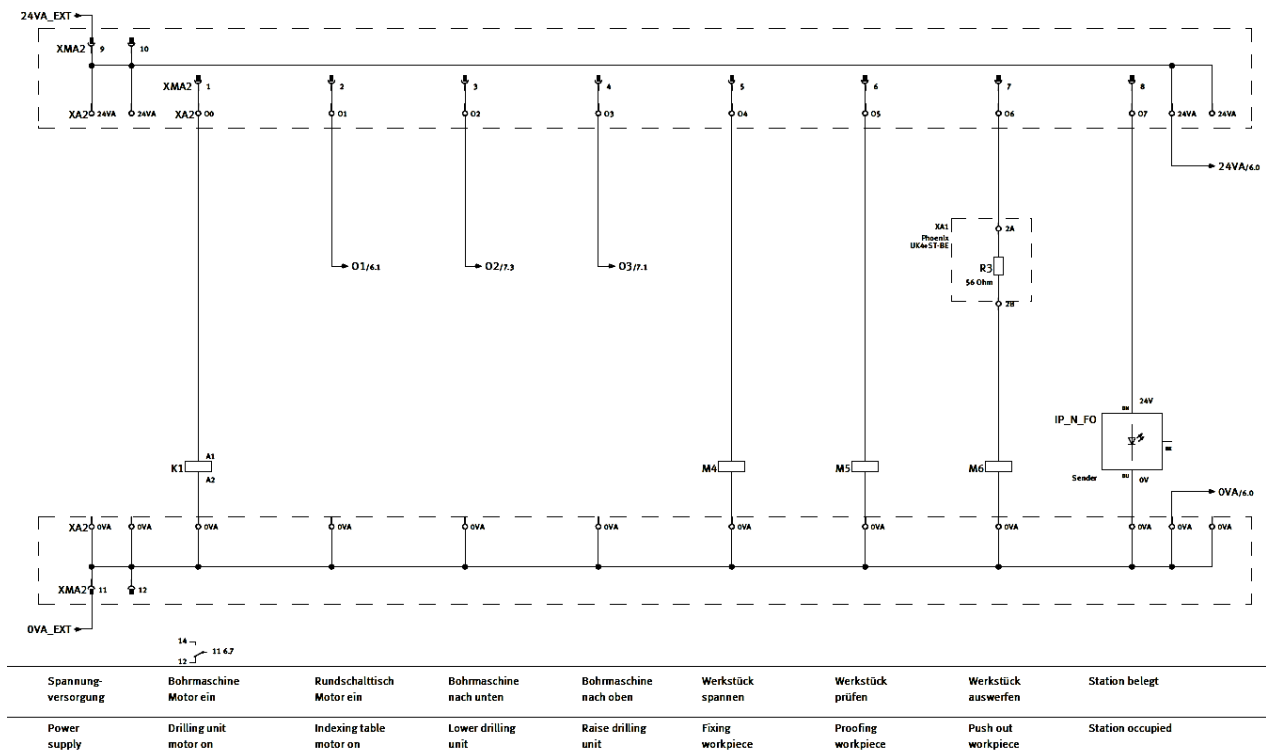 24VA_EXT
XMA2 9 10
XMA2 1 2 3 4 5 6 7 8
XA2 24VA 24VA XA2 O0 O1 O2 O3 O4 O5 O6 O7 24VA 24VA
24VA/6.0
XA1 2A
Phoenix
UK4-ST-BE
O1/6.1 O2/7.3 O3/7.1 R3
56 Ohm
2B
24V
BN
IP_N_FO
A1
K1 M4 M5 M6
A2 Sender BU 0V
0VA/6.0
XA2 0VA 0VA 0VA 0VA 0VA 0VA 0VA 0VA 0VA 0VA 0VA 0VA
XMA2 11 12
0VA_EXT
14
11 6.7
12
Spannung- Bohrmaschine Rundschalttisch Bohrmaschine Bohrmaschine Werkstück Werkstück Werkstück Station belegt
versorgung Motor ein Motor ein nach unten nach oben spannen prüfen auswerfen
Power Drilling unit Indexing table Lower drilling Raise drilling Fixing Proofing Push out Station occupied
supply motor on motor on unit unit workpiece workpiece workpiece